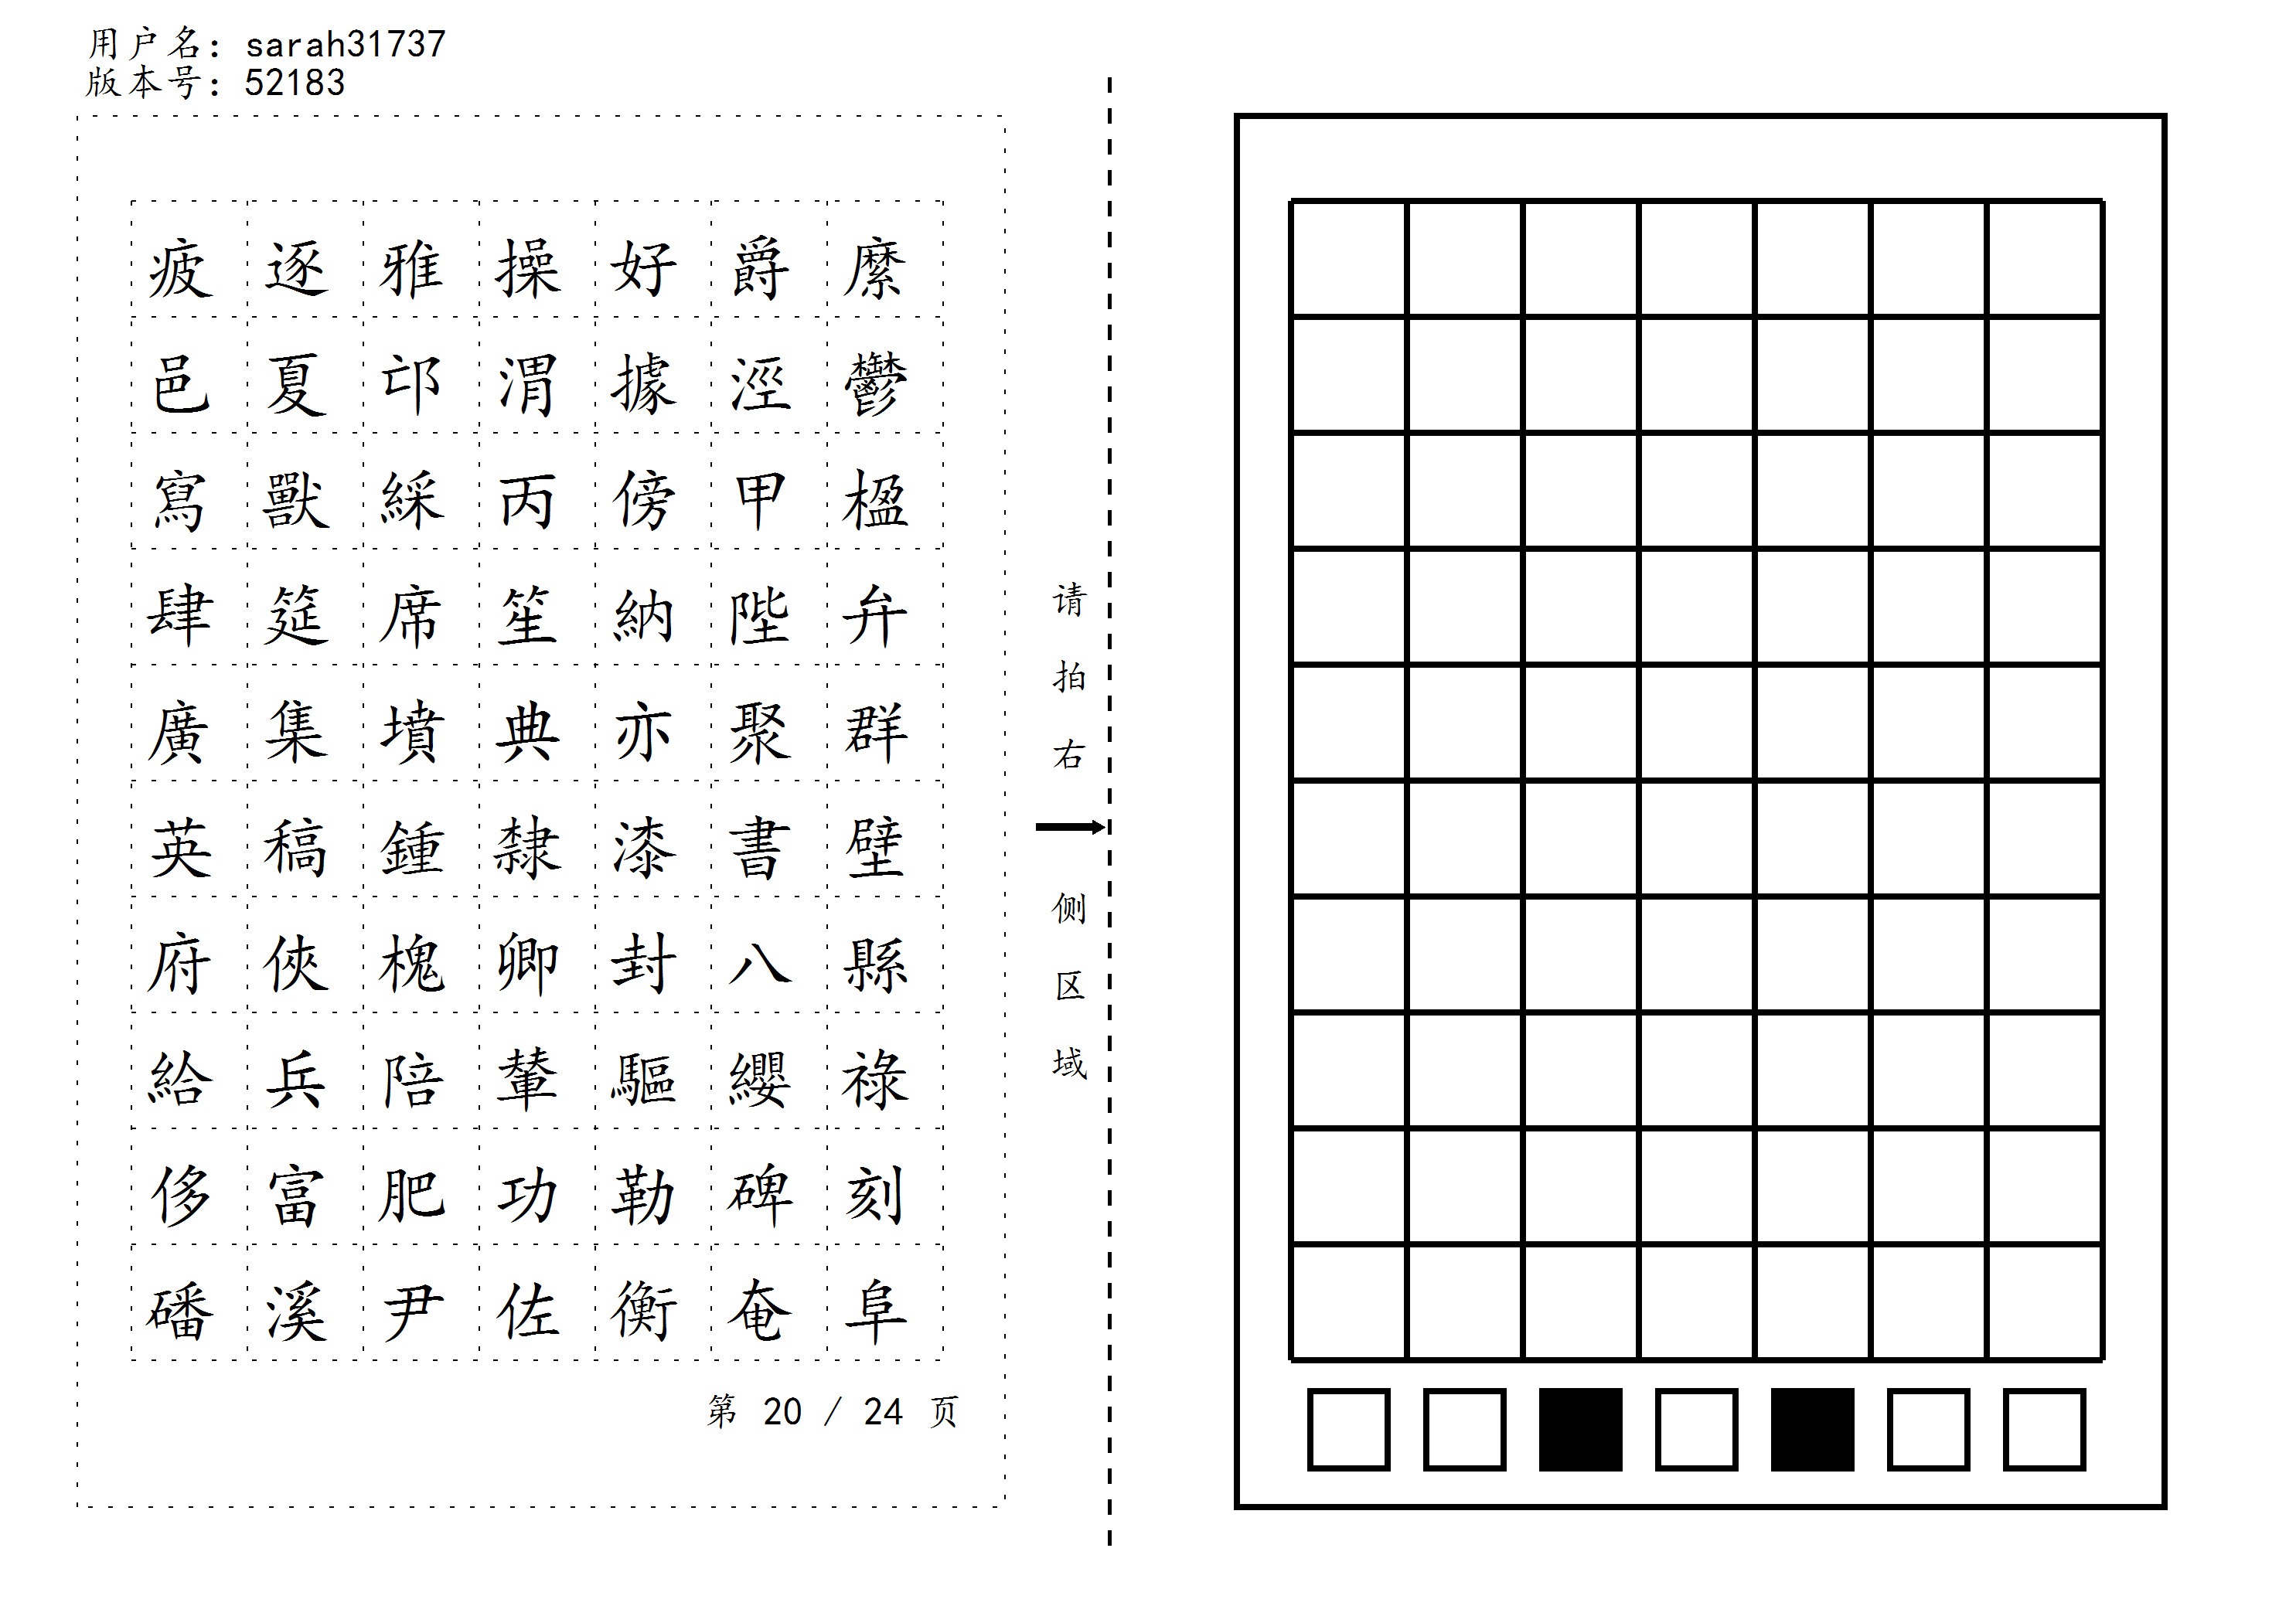 用户名: sarah31737
版本号: 52183
疲逐雅操好爵縻
邑夏邙渭據涇鬱
寫獸綵丙傍甲楹
肆筵席笙納陛弁
廣集墳典亦聚群
英稿鍾隸漆書壁
府俠槐卿封八縣
給兵陪輦驅纓祿
侈富肥功勒碑刻
磻溪尹佐衡奄阜
第 20 / 24 页
请拍右侧区域